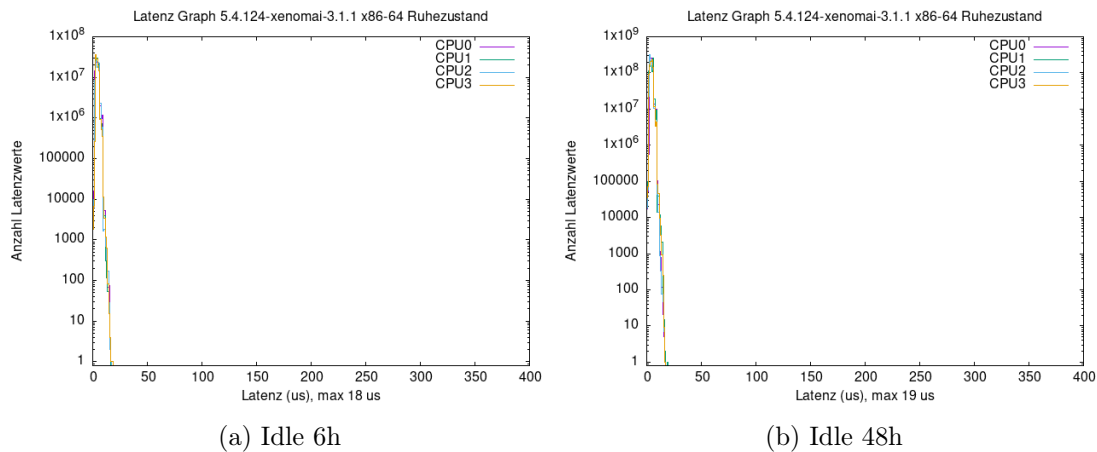 Latenz Graph 5.4.124-xenomai-3.1.1 x86-64 Ruhezustand
1x10^8
1x10^7
1x10^6
100000
10000
1000
100
10
1
Anzahl Latenzwerte
CPU0
CPU1
CPU2
CPU3
0 50 100 150 200 250 300 350 400
Latenz (us), max 18 us
(a) Idle 6h
Latenz Graph 5.4.124-xenomai-3.1.1 x86-64 Ruhezustand
1x10^9
1x10^8
1x10^7
1x10^6
100000
10000
1000
100
10
1
Anzahl Latenzwerte
CPU0
CPU1
CPU2
CPU3
0 50 100 150 200 250 300 350 400
Latenz (us), max 19 us
(b) Idle 48h